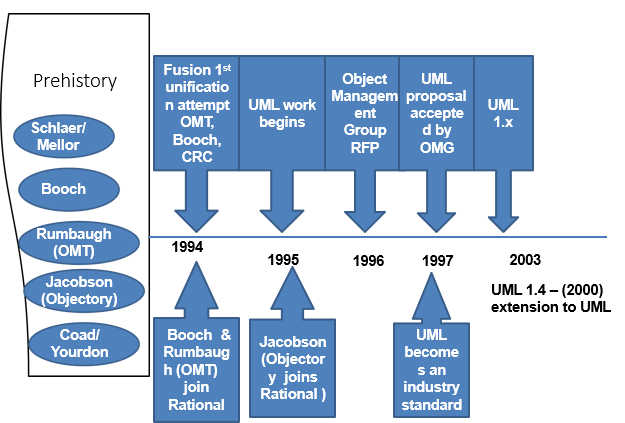 Prehistory
Schlaer/
Mellor
Booch
Rumbaugh
(OMT)
Jacobson
(Objectory)
Coad/
Yourdon
Fusion 1st
unificatio
n attempt
OMT,
Booch,
CRC
UML work
begins
Object
Managem
ent
Group
RFP
UML
proposal
accepte
d by
OMG
UML
1.x
1994
1995
1996
1997
2003
UML 1.4 – (2000)
extension to UML
Booch &
Rumbaug
h (OMT)
join
Rational
Jacobson
(Objector
y joins
Rational )
UML
become
s an
industry
standard